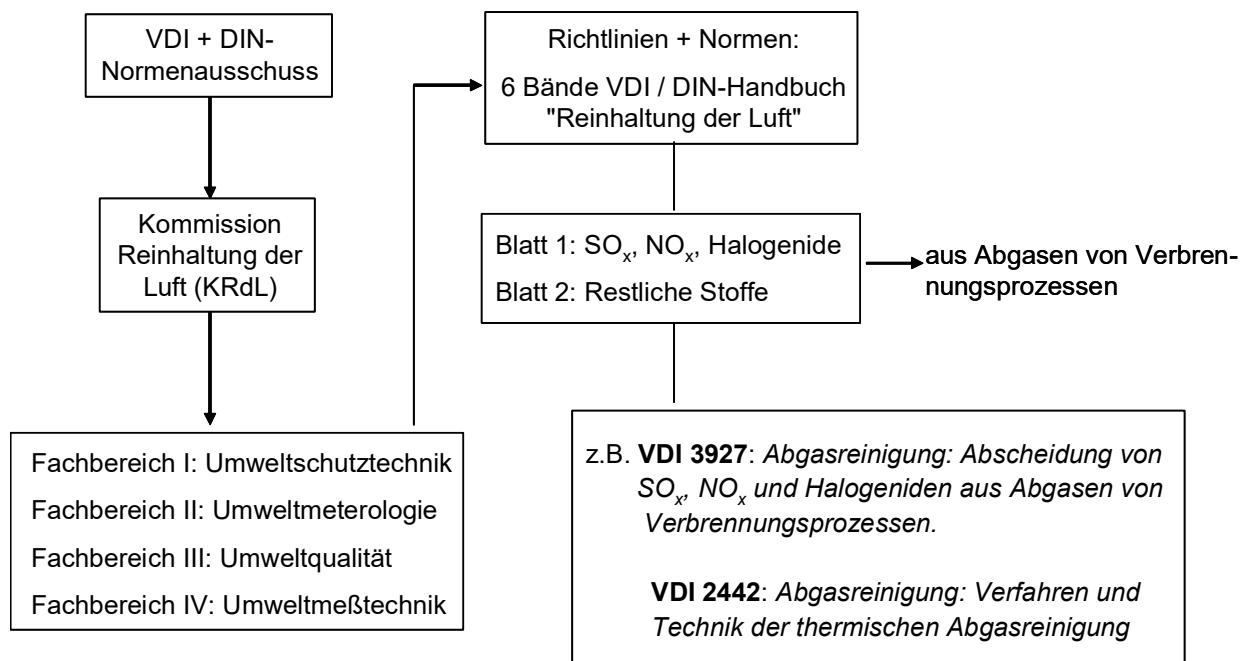 VDI + DIN-
Normenausschuss
Kommission
Reinhaltung der
Luft (KRdL)
Fachbereich I: Umweltschutztechnik
Fachbereich II: Umweltmeterologie
Fachbereich III: Umweltqualität
Fachbereich IV: Umweltmeßtechnik
Richtlinien + Normen:
6 Bände VDI / DIN-Handbuch
"Reinhaltung der Luft"
Blatt 1: SOx, NOx, Halogenide
Blatt 2: Restliche Stoffe
aus Abgasen von Verbren-
nungsprozessen
z.B. VDI 3927: Abgasreinigung: Abscheidung von
SOx, NOx und Halogeniden aus Abgasen von
Verbrennungsprozessen.
VDI 2442: Abgasreinigung: Verfahren und
Technik der thermischen Abgasreinigung